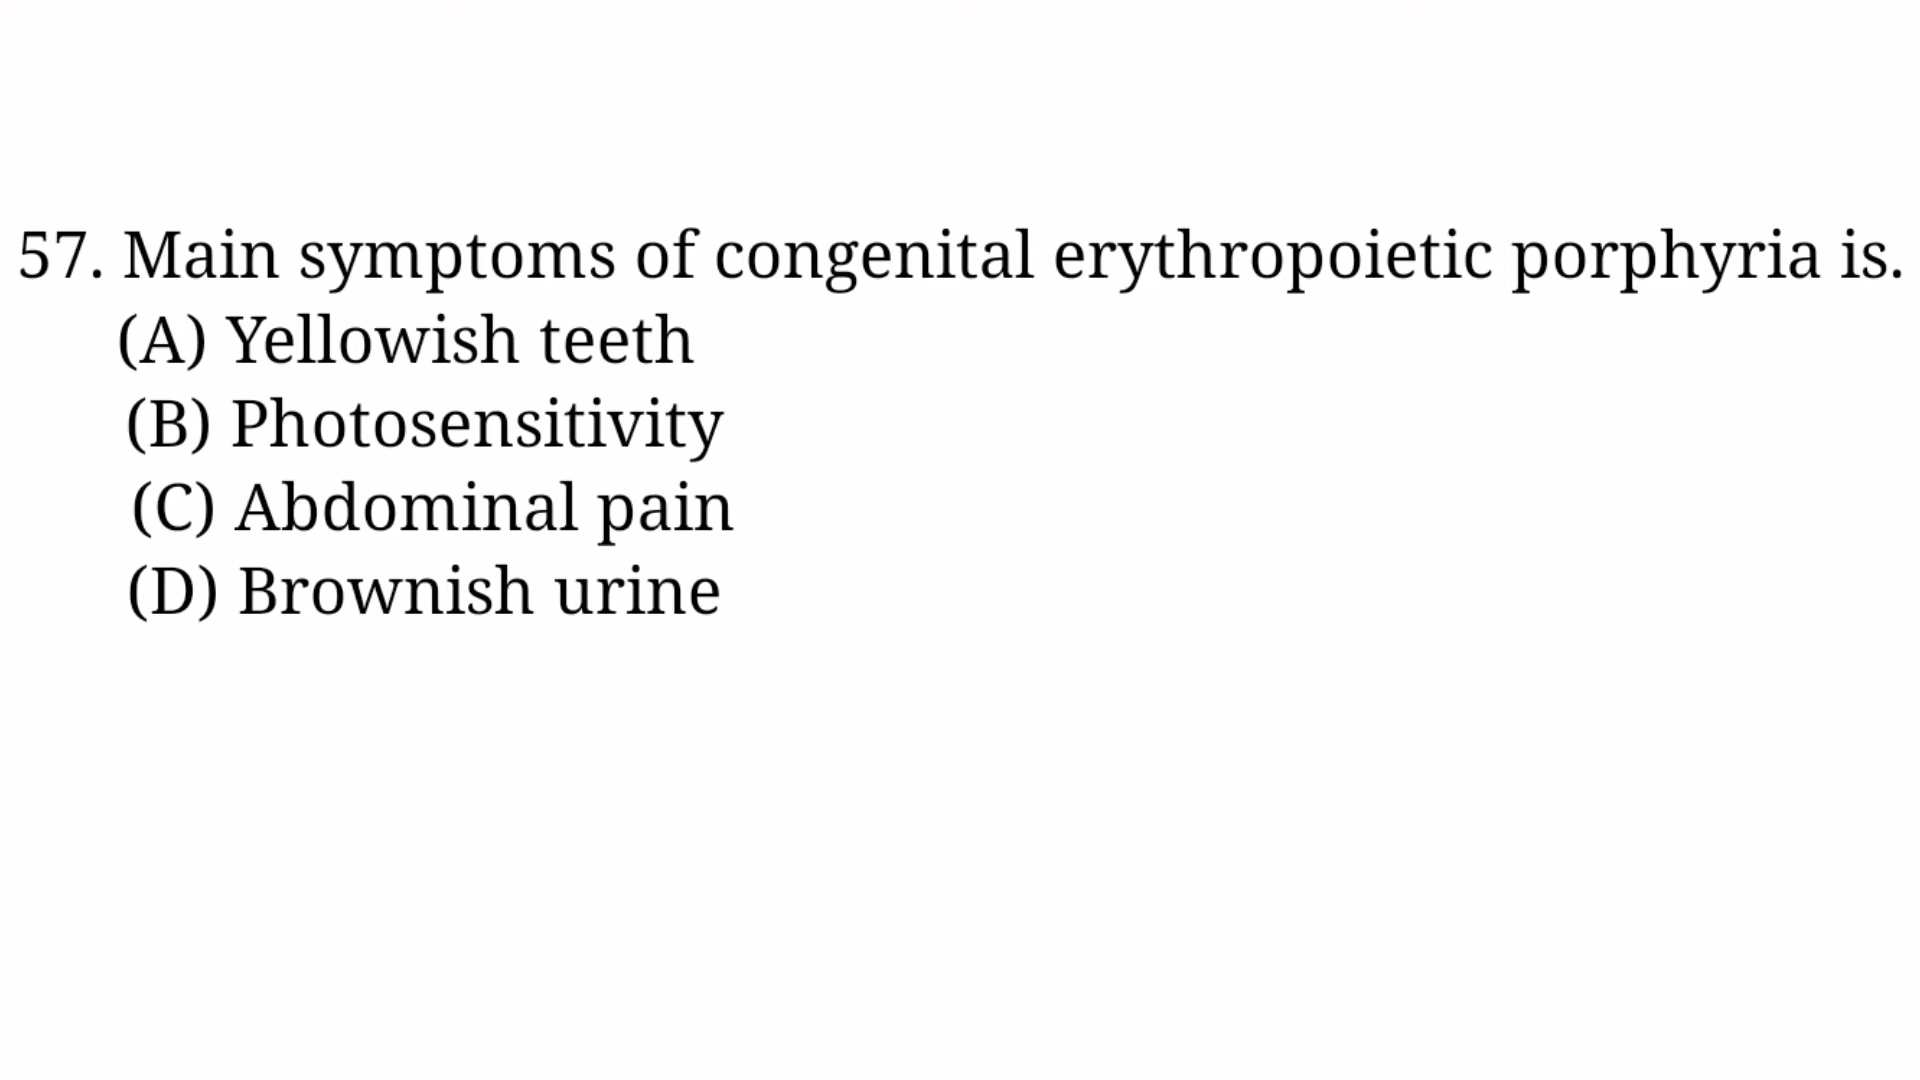 57. Main symptoms of congenital erythropoietic porphyria is.
(A) Yellowish teeth
(B) Photosensitivity
(C) Abdominal pain
(D) Brownish urine